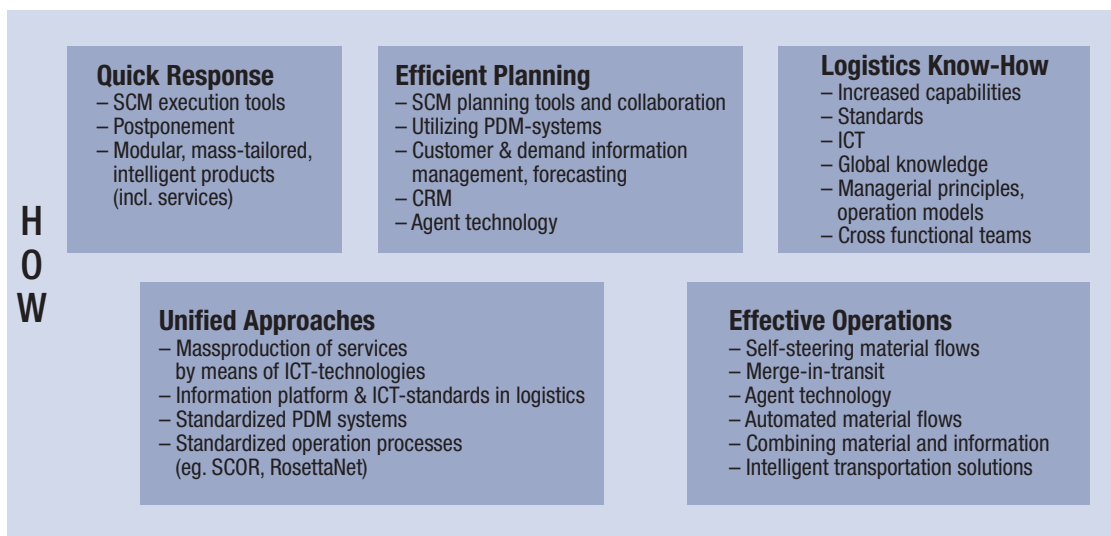 HOW
Quick Response
– SCM execution tools
– Postponement
– Modular, mass-tailored,
intelligent products
(incl. services)
Efficient Planning
– SCM planning tools and collaboration
– Utilizing PDM-systems
– Customer & demand information
management, forecasting
– CRM
– Agent technology
Logistics Know-How
– Increased capabilities
– Standards
– ICT
– Global knowledge
– Managerial principles,
operation models
– Cross functional teams
Unified Approaches
– Massproduction of services
by means of ICT-technologies
– Information platform & ICT-standards in logistics
– Standardized PDM systems
– Standardized operation processes
(eg. SCOR, RosettaNet)
Effective Operations
– Self-steering material flows
– Merge-in-transit
– Agent technology
– Automated material flows
– Combining material and information
– Intelligent transportation solutions